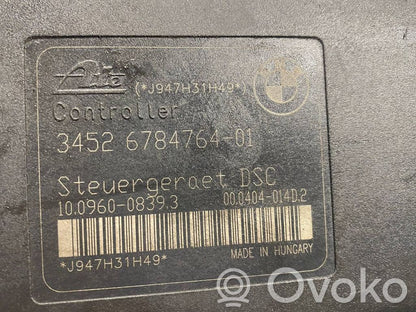 Ate (*J947H31H49*)
Controller
3452 6784764-01
Steuergeraet DSC
10.0960-0839.3 00.0404-014D.2
MADE IN HUNGARY
*J947H31H49*
Ovoko